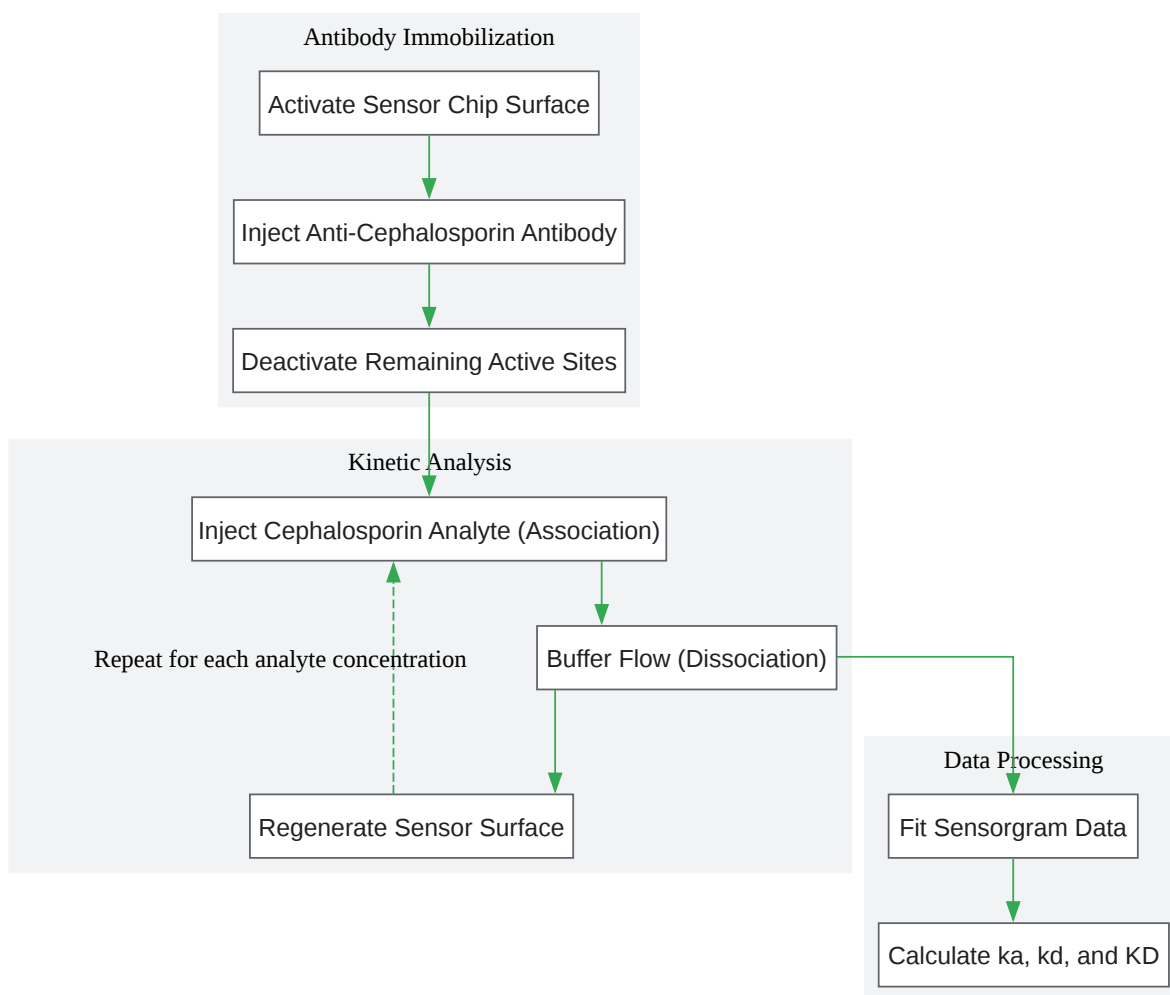 Antibody Immobilization
Activate Sensor Chip Surface
Inject Anti-Cephalosporin Antibody
Deactivate Remaining Active Sites
Kinetic Analysis
Inject Cephalosporin Analyte (Association)
Repeat for each analyte concentration
Buffer Flow (Dissociation)
Regenerate Sensor Surface
Data Processing
Fit Sensorgram Data
Calculate ka, kd, and KD